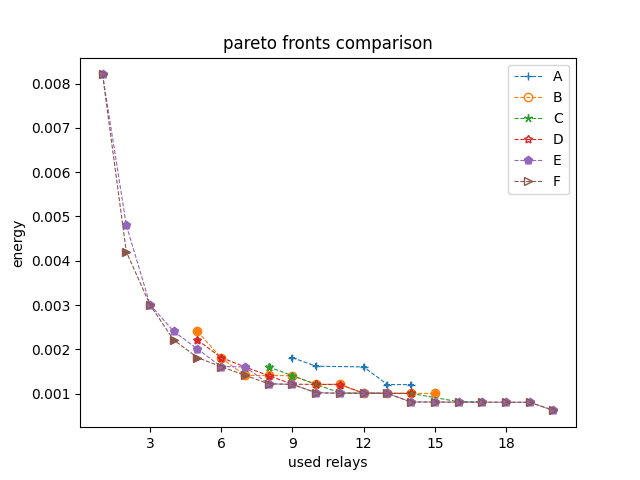 pareto fronts comparison
0.008
0.007
0.006
0.005
0.004
0.003
0.002
0.001
energy
3 6 9 12 15 18
used relays
A
B
C
D
E
F